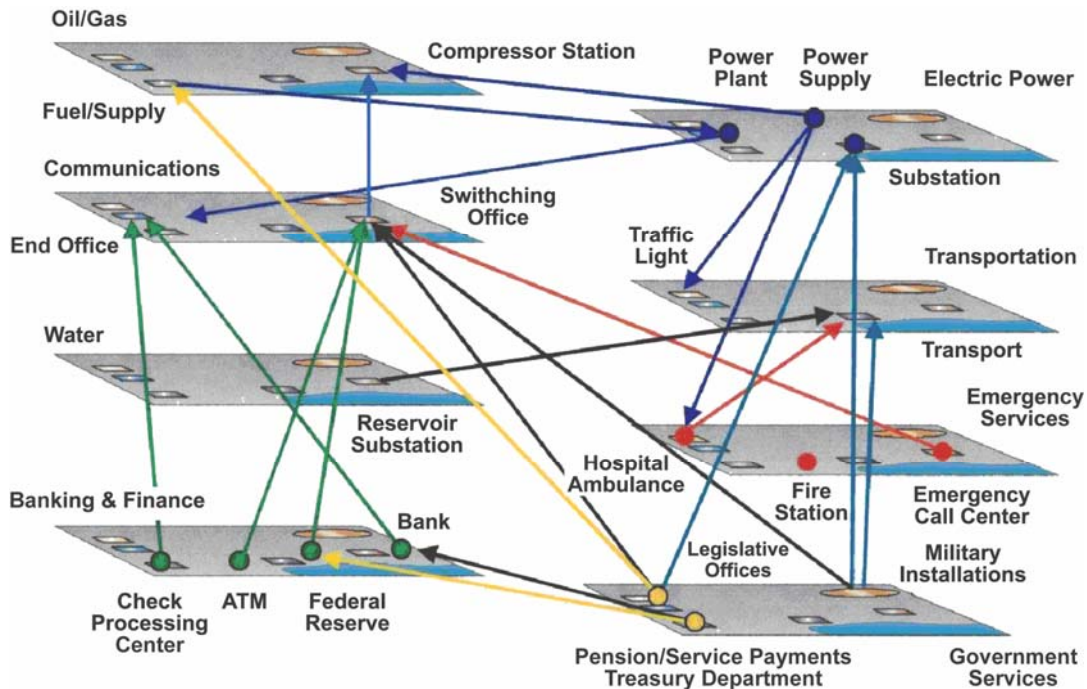 Oil/Gas
Compressor Station
Power
Plant
Power
Supply
Electric Power
Fuel/Supply
Communications
Swithching
Office
Substation
End Office
Traffic
Light
Transportation
Water
Transport
Reservoir
Substation
Emergency
Services
Hospital
Ambulance
Fire
Station
Emergency
Call Center
Banking & Finance
Bank
Legislative
Offices
Military
Installations
Check
Processing
Center
ATM
Federal
Reserve
Pension/Service Payments
Treasury Department
Government
Services